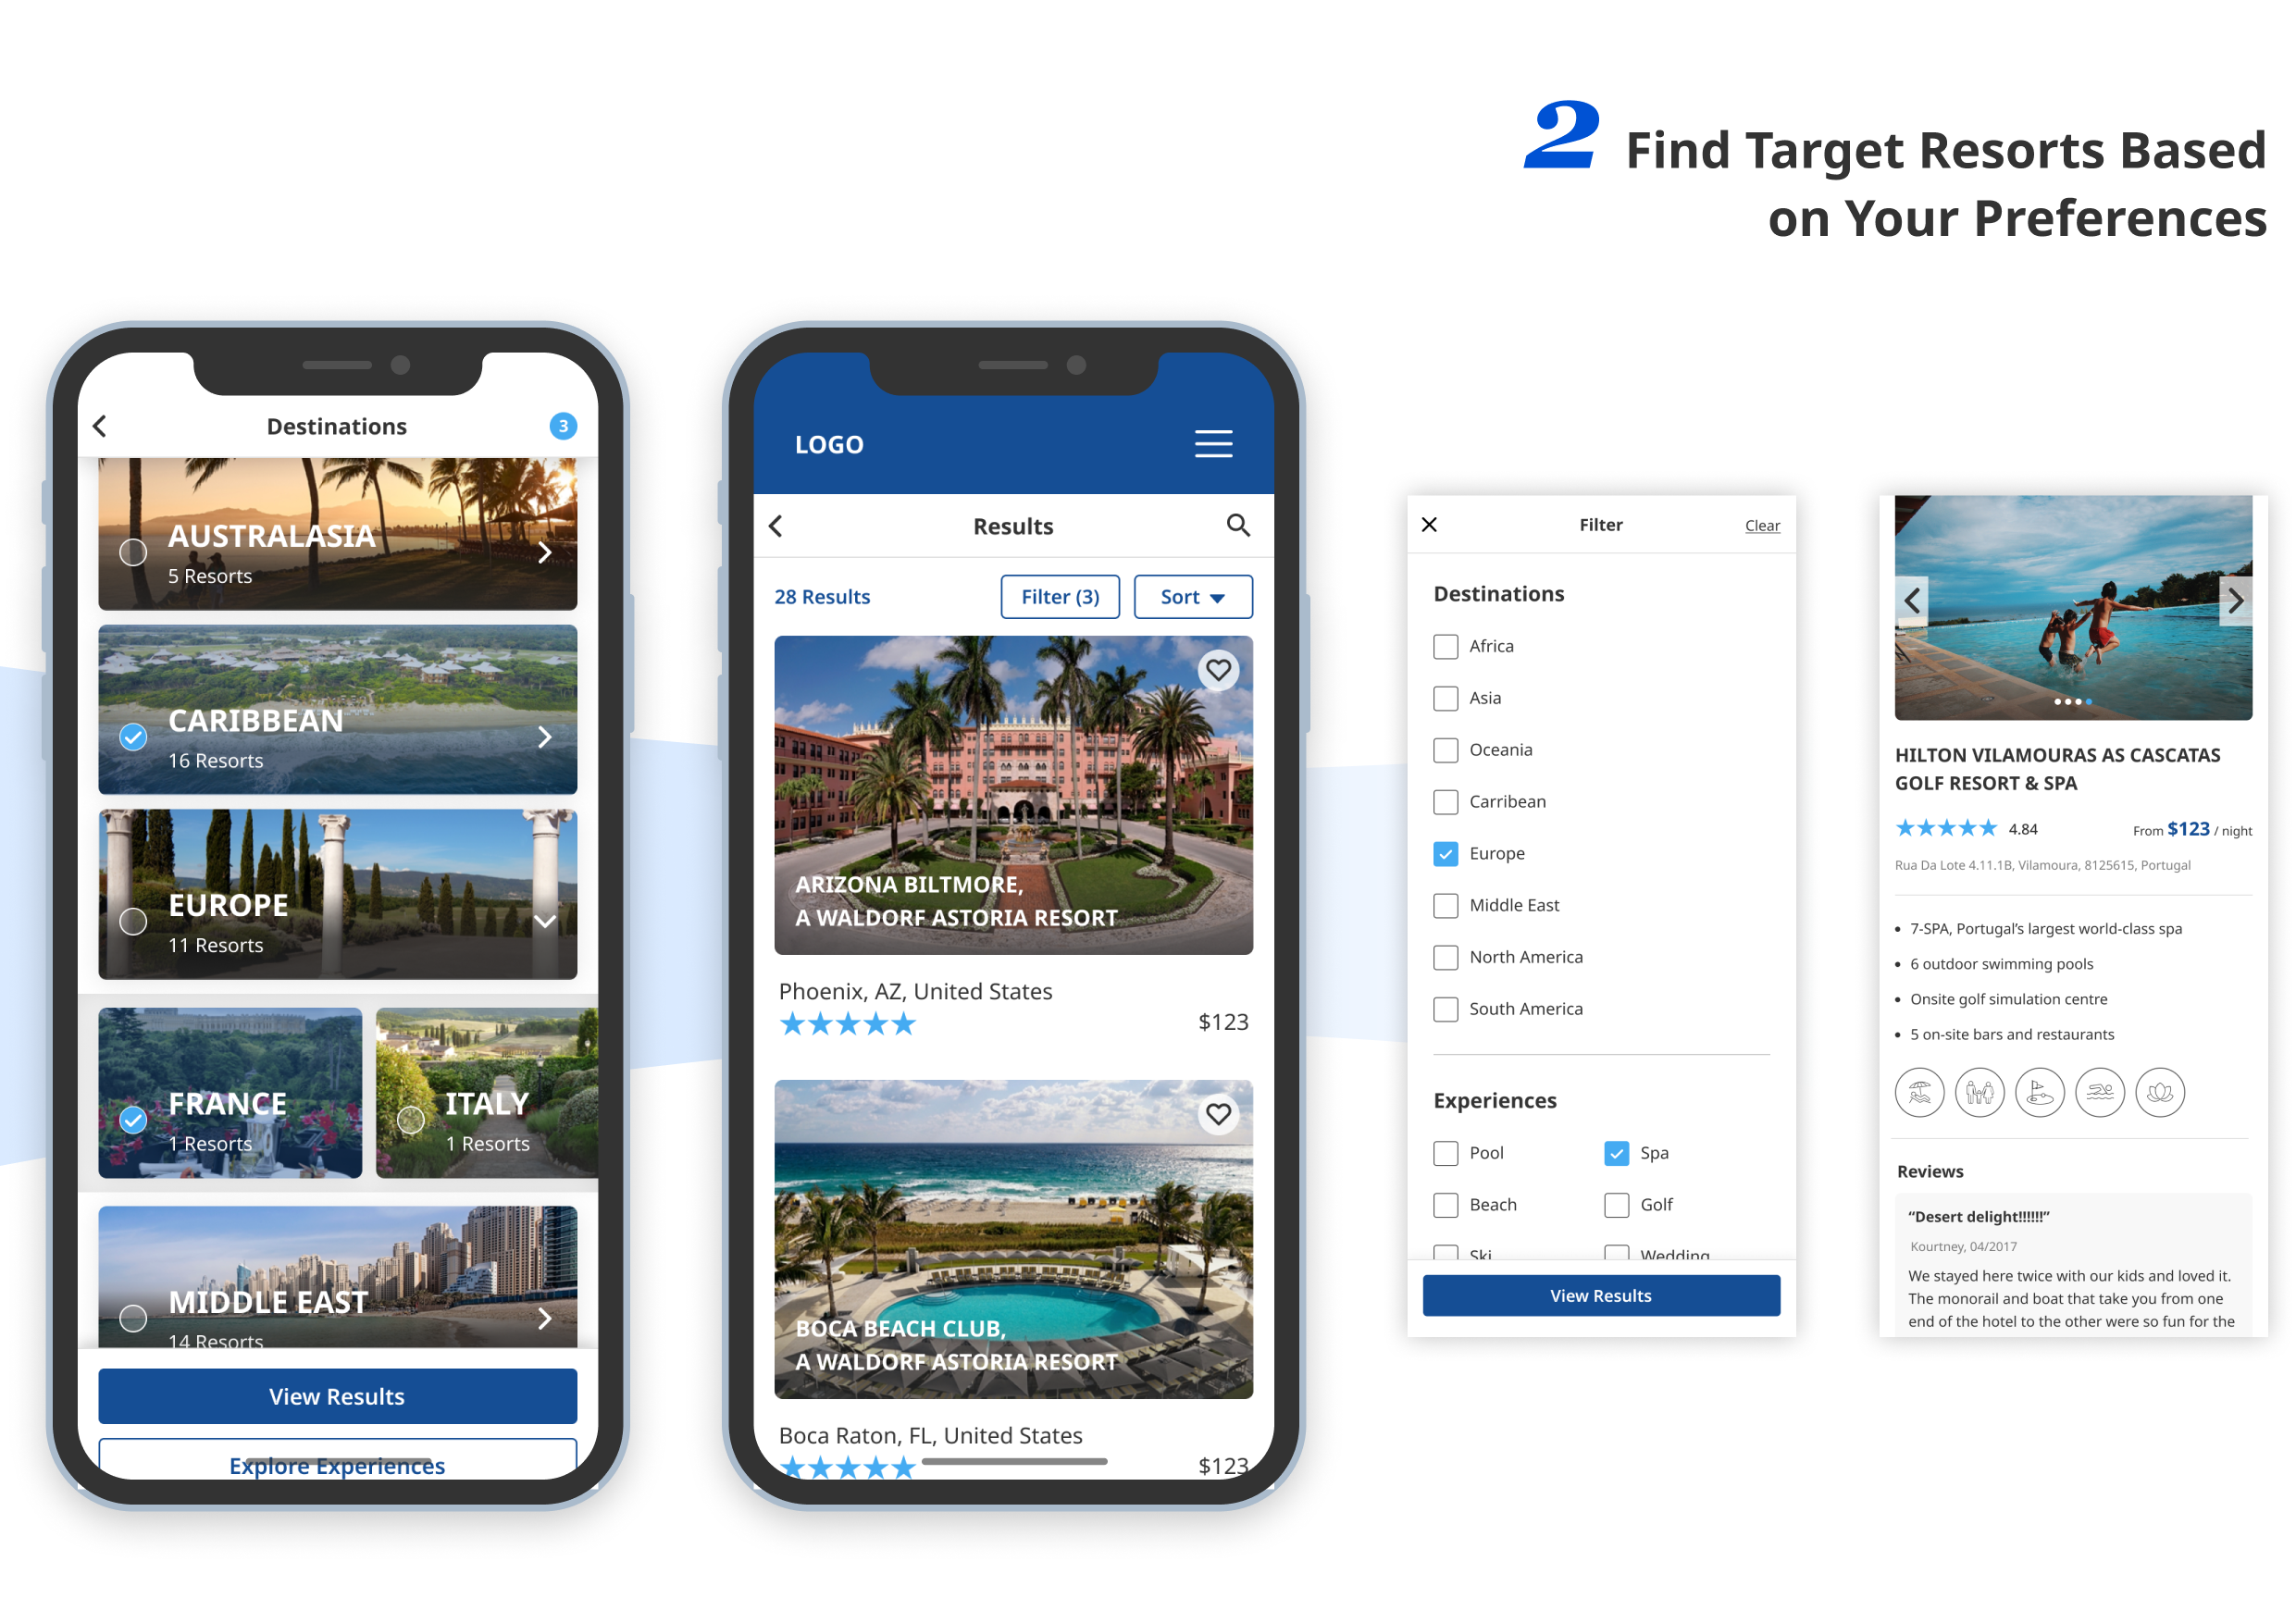 2 Find Target Resorts Based
on Your Preferences
Destinations
3
AUSTRALASIA
5 Resorts
CARIBBEAN
16 Resorts
EUROPE
11 Resorts
FRANCE
1 Resorts
ITALY
1 Resorts
MIDDLE EAST
14 Resorts
View Results
Explore Experiences
LOGO
Results
28 Results
Filter (3)
Sort
ARIZONA BILTMORE,
A WALDORF ASTORIA RESORT
Phoenix, AZ, United States
$123
BOCA BEACH CLUB,
A WALDORF ASTORIA RESORT
Boca Raton, FL, United States
$123
Filter
Clear
Destinations
Africa
Asia
Oceania
Carribean
Europe
Middle East
North America
South America
Experiences
Pool
Spa
Beach
Golf
Ski
Wedding
View Results
HILTON VILAMOURAS AS CASCATAS
GOLF RESORT & SPA
4.84
From $123 / night
Rua Da Lote 4.11.1B, Vilamoura, 8125615, Portugal
• 7-SPA, Portugal’s largest world-class spa
• 6 outdoor swimming pools
• Onsite golf simulation centre
• 5 on-site bars and restaurants
Reviews
“Desert delight!!!!!!”
Kourtney, 04/2017
We stayed here twice with our kids and loved it.
The monorail and boat that take you from one
end of the hotel to the other were so fun for the